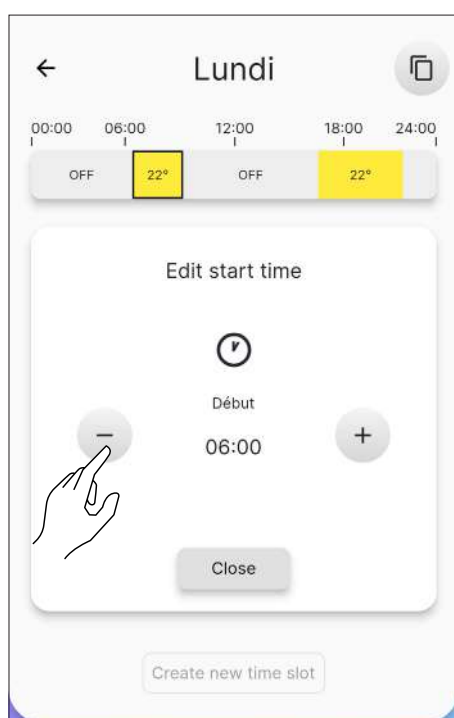 Lundi
00:00 06:00 12:00 18:00 24:00
OFF 22° OFF 22°
Edit start time
Début
06:00
Close
Create new time slot